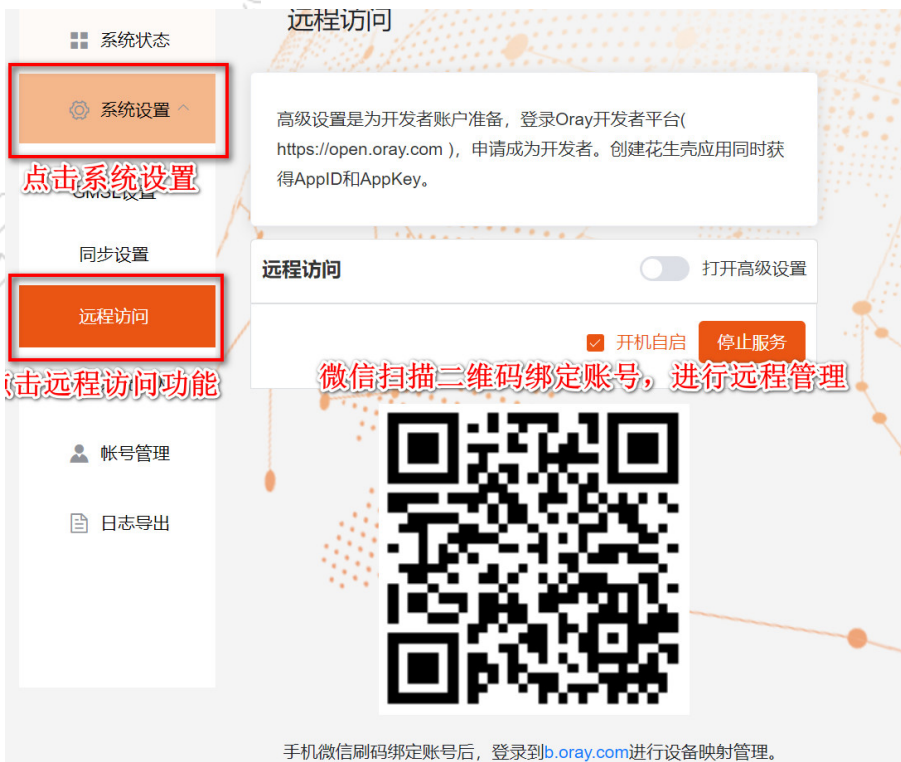 远程访问
系统状态
系统设置
点击系统设置
同步设置
远程访问
点击远程访问功能
帐号管理
日志导出
高级设置是为开发者账户准备，登录Oray开发者平台(
https://open.oray.com )，申请成为开发者。创建花生壳应用同时获
得AppID和AppKey。
远程访问
打开高级设置
开机自启
停止服务
微信扫描二维码绑定账号，进行远程管理
手机微信刷码绑定账号后，登录到b.oray.com进行设备映射管理。